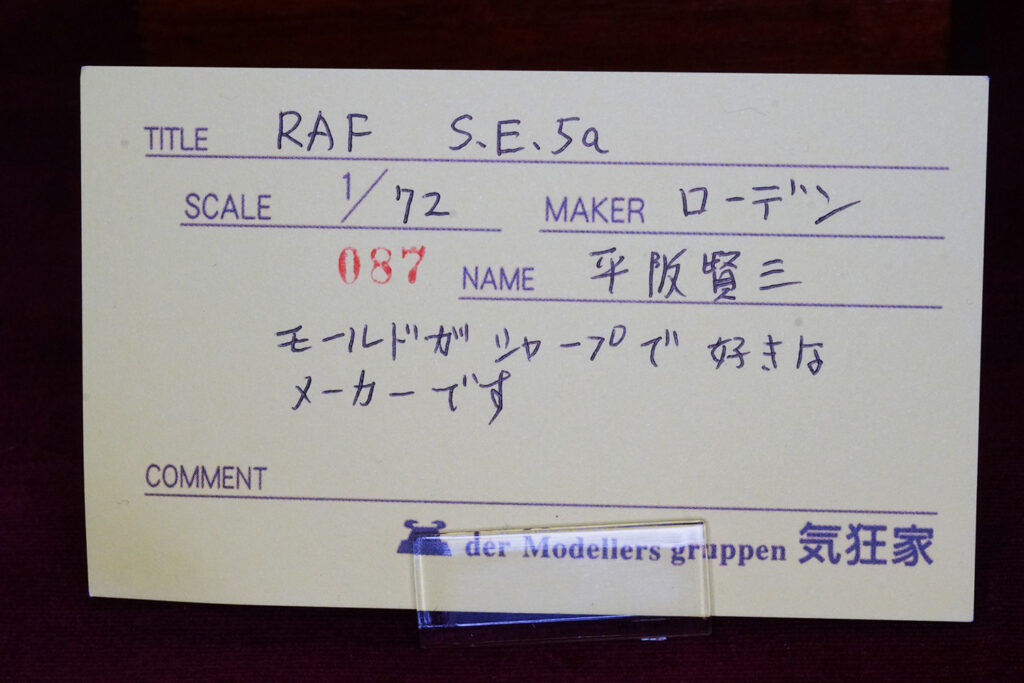 TITLE RAF S.E.5a
SCALE 1/72 MAKER ローデン
087 NAME 平阪賢三
モールドがシャープで好きな
メーカーです
COMMENT
der Modellers gruppen 気狂家